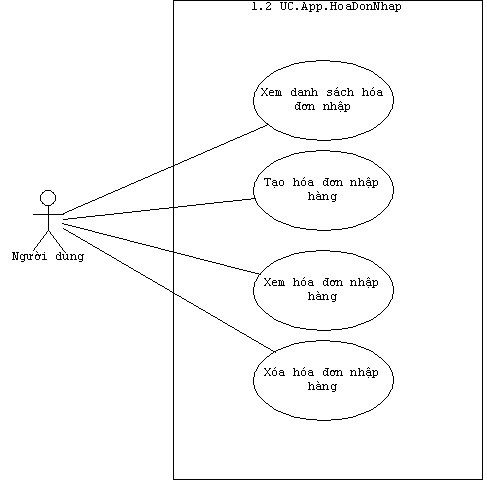 1.2 UC.App.HoaDonNhap
Xem danh sách hóa
đơn nhập
Tạo hóa đơn nhập
hàng
Người dùng
Xem hóa đơn nhập
hàng
Xóa hóa đơn nhập
hàng